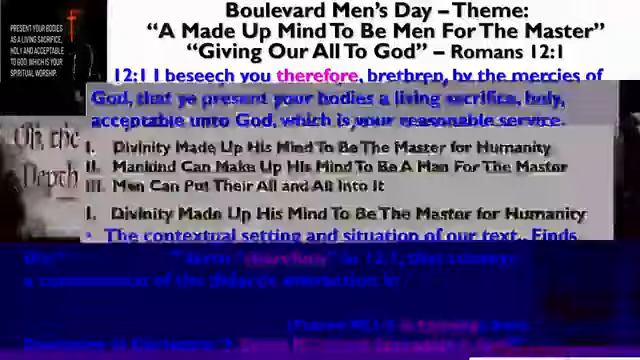 PRESENT YOUR BODIES
AS A LIVING SACRIFICE,
HOLY AND ACCEPTABLE
TO GOD, WHICH IS YOUR
SPIRITUAL WORSHIP.
Boulevard Men's Day – Theme:
“A Made Up Mind To Be Men For The Master”
“Giving Our All To God” – Romans 12:1
12:1 I beseech you therefore, brethren, by the mercies of
God, that ye present your bodies a living sacrifice, holy,
acceptable unto God, which is your reasonable service.
Oh, the
Depth
I. Divinity Made Up His Mind To Be The Master for Humanity
II. Mankind Can Make Up His Mind To Be A Man For The Master
III. Men Can Put Their All and All Into It
I. Divinity Made Up His Mind To Be The Master for Humanity
• The contextual setting and situation of our text.. Finds
"therefore" in 12:1, that
a of the interaction in